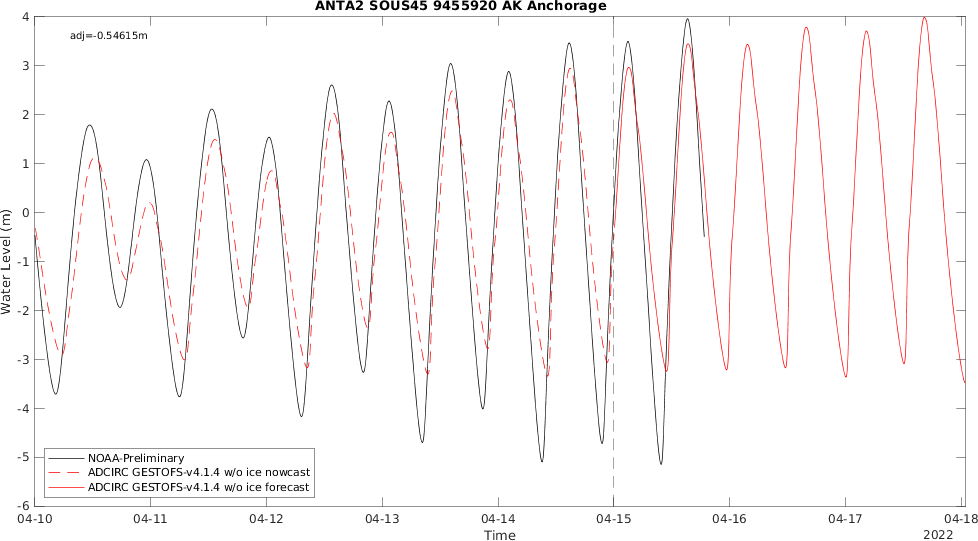 ANTA2 SOUS45 9455920 AK Anchorage
adj=-0.54615m
4
3
2
1
0
-1
-2
-3
-4
-5
-6
Water Level (m)
NOAA-Preliminary
ADCIRC GESTOFS-v4.1.4 w/o ice nowcast
ADCIRC GESTOFS-v4.1.4 w/o ice forecast
04-10 04-11 04-12 04-13 04-14 04-15 04-16 04-17 04-18
Time
2022